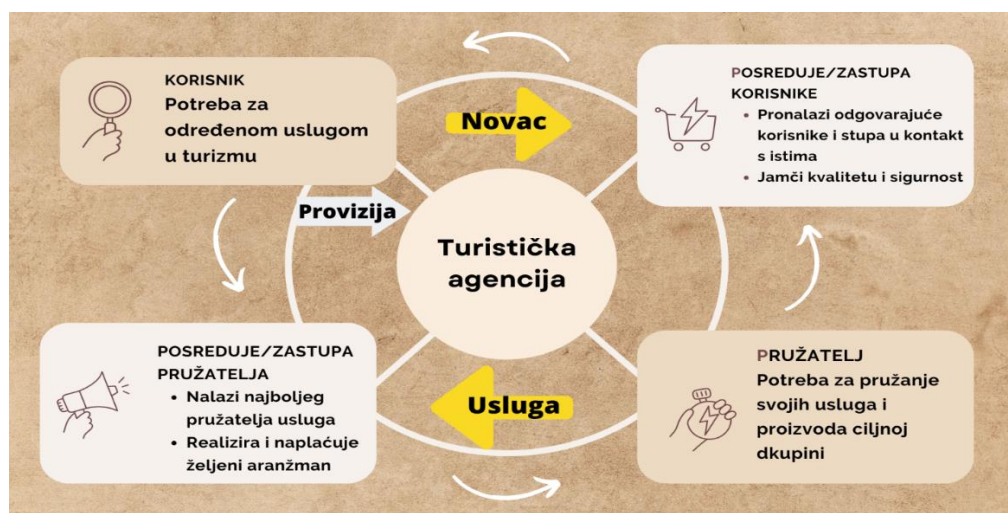 KORISNIK
Potreba za
određenom uslugom
u turizmu
Novac
POSREDUJE/ZASTUPA
KORISNIKE
• Pronalazi odgovarajuće
korisnike i stupa u kontakt
s istima
• Jamči kvalitetu i sigurnost
Provizija
Turistička
agencija
POSREDUJE/ZASTUPA
PRUŽATELJA
• Nalazi najboljeg
pružatelja usluga
• Realizira i naplaćuje
željeni aranžman
Usluga
PRUŽATELJ
Potreba za pružanje
svojih usluga i
proizvoda ciljnoj
dkupini